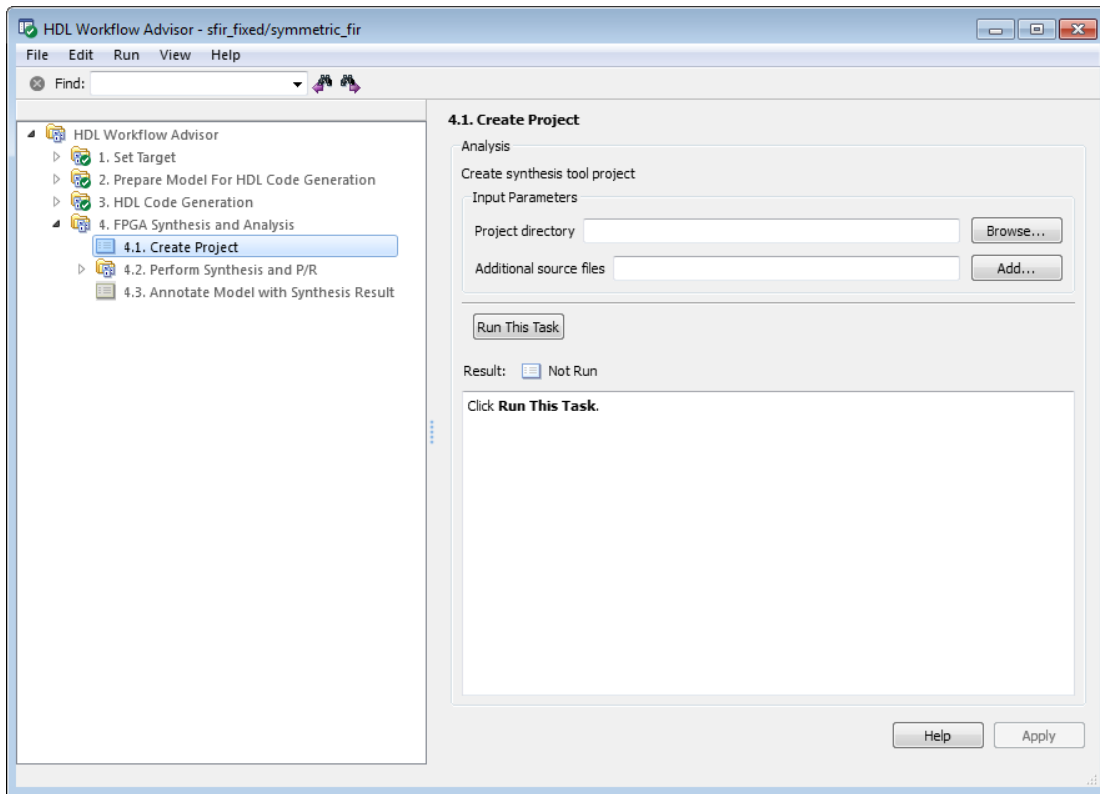 HDL Workflow Advisor - sfir_fixed/symmetric_fir
File Edit Run View Help
Find:
HDL Workflow Advisor
1. Set Target
2. Prepare Model For HDL Code Generation
3. HDL Code Generation
4. FPGA Synthesis and Analysis
4.1. Create Project
4.2. Perform Synthesis and P/R
4.3. Annotate Model with Synthesis Result
4.1. Create Project
Analysis
Create synthesis tool project
Input Parameters
Project directory Browse...
Additional source files Add...
Run This Task
Result: Not Run
Click Run This Task.
Help Apply